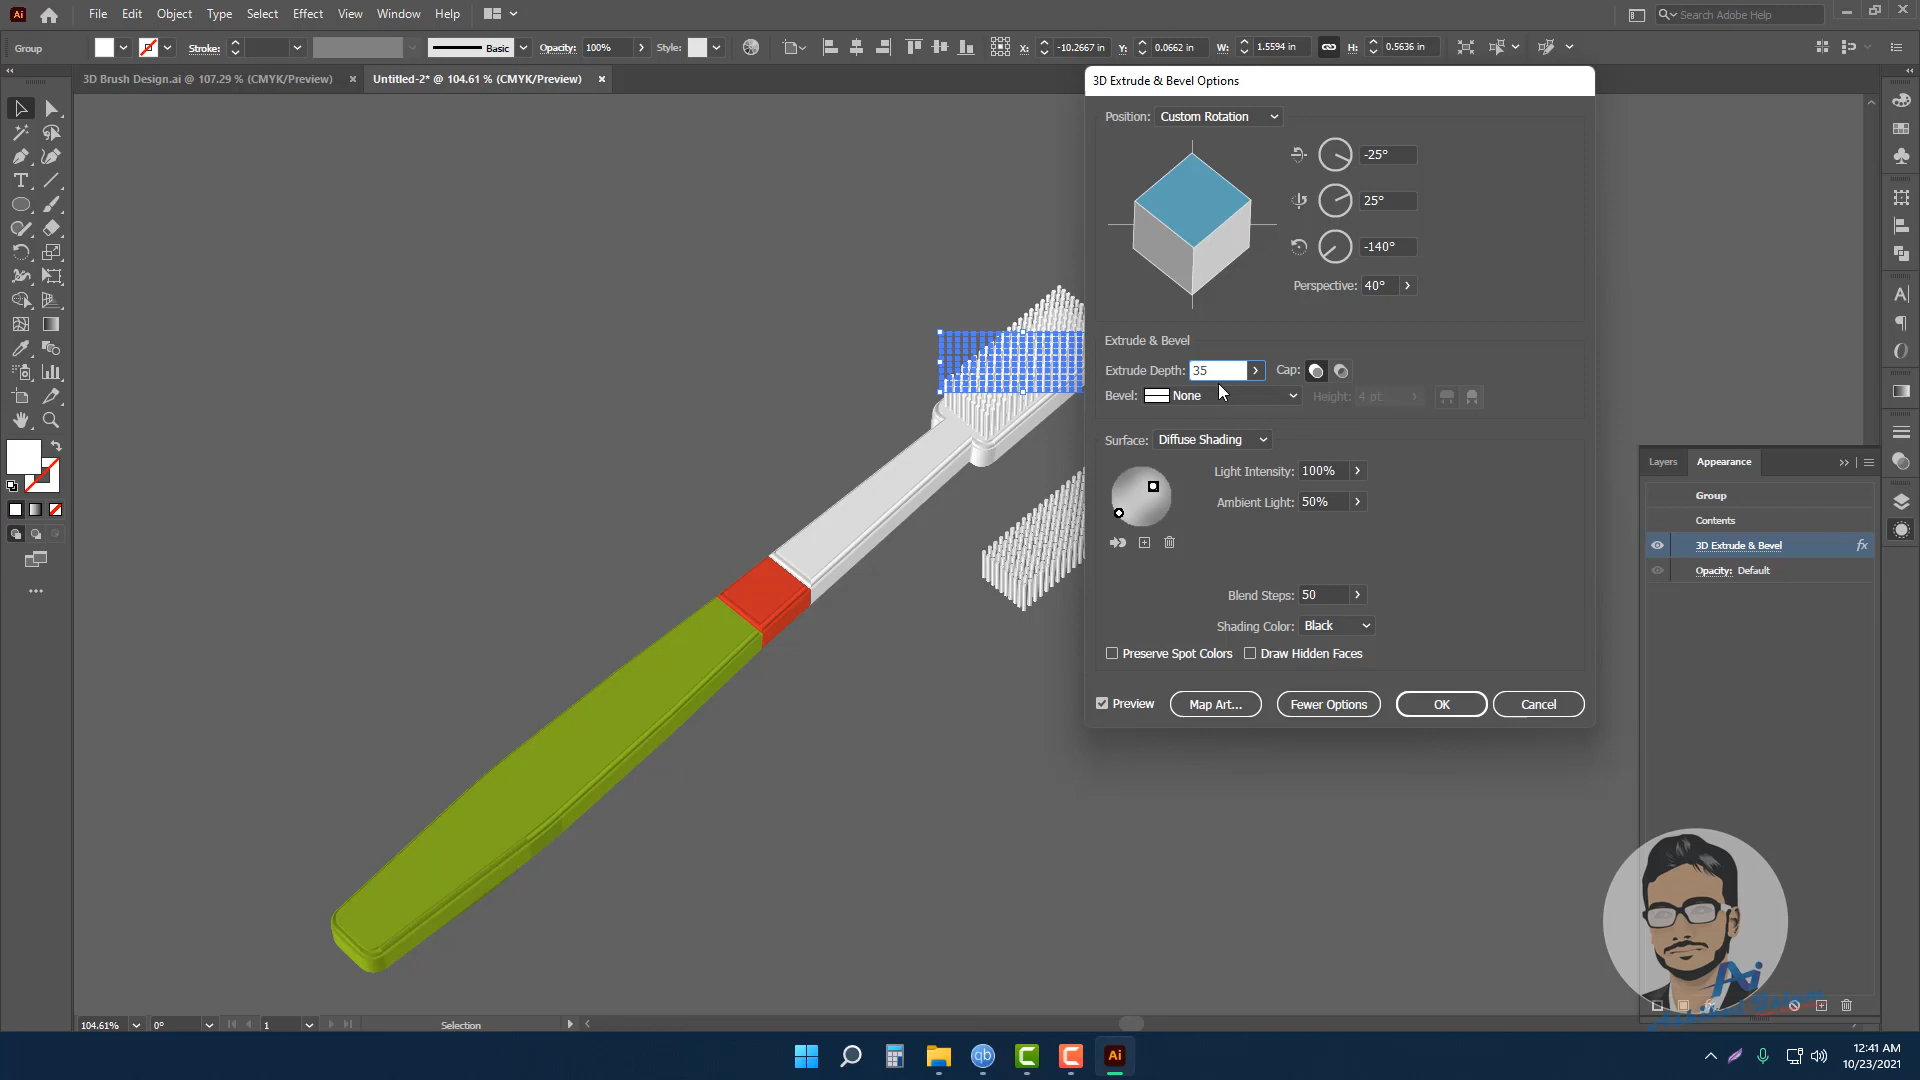 File Edit Object Type Select Effect View Window Help
Search Adobe Help
Group Stroke: Basic Opacity: 100% Style: X: -10.2667 in Y: 0.0662 in W: 1.5594 in H: 0.5636 in
3D Brush Design.ai @ 107.29 % (CMYK/Preview) × Untitled-2* @ 104.61 % (CMYK/Preview) ×
3D Extrude & Bevel Options
Position: Custom Rotation
-25°
25°
-140°
Perspective: 40°
Extrude & Bevel
Extrude Depth: 35 Cap:
Bevel: None Height: 4 pt
Surface: Diffuse Shading
Light Intensity: 100%
Ambient Light: 50%
Blend Steps: 50
Shading Color: Black
Preserve Spot Colors Draw Hidden Faces
Preview Map Art... Fewer Options OK Cancel
Layers Appearance
Group
Contents
3D Extrude & Bevel fx
Opacity: Default
104.61% 0° 1 Selection
Ai
qb
C
C
Ai
12:41 AM
10/23/2021